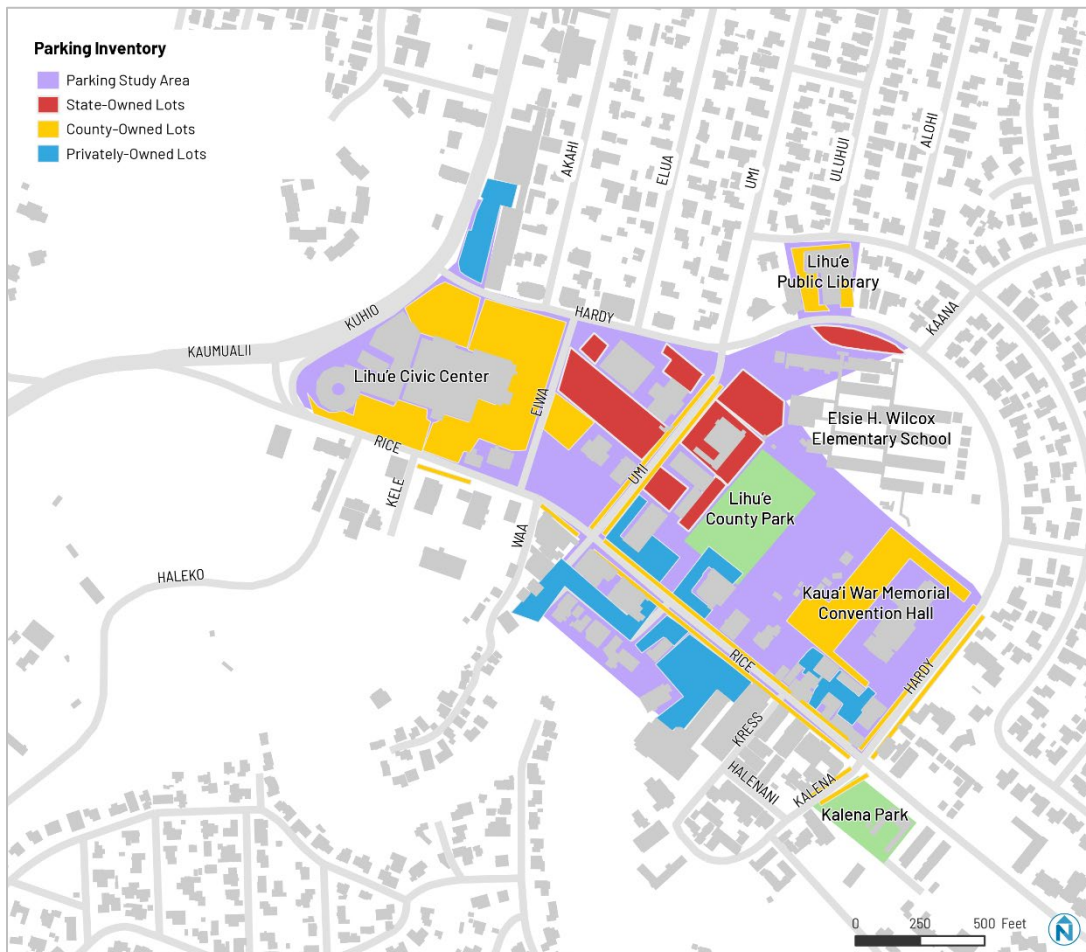 Parking Inventory
Parking Study Area
State-Owned Lots
County-Owned Lots
Privately-Owned Lots
AKAHI
ELUA
UMI
ULUHUI
ALOHI
Lihu'e
Public Library
KAANA
HARDY
KUHIO
KAUMUALII
Lihu'e Civic Center
EIWA
Elsie H. Wilcox
Elementary School
RICE
UMI
KELE
Lihu'e
County Park
WAA
HALEKO
Kaua'i War Memorial
Convention Hall
RICE
HARDY
KRESS
HALENANI
KALENA
Kalena Park
0 250 500 Feet
N